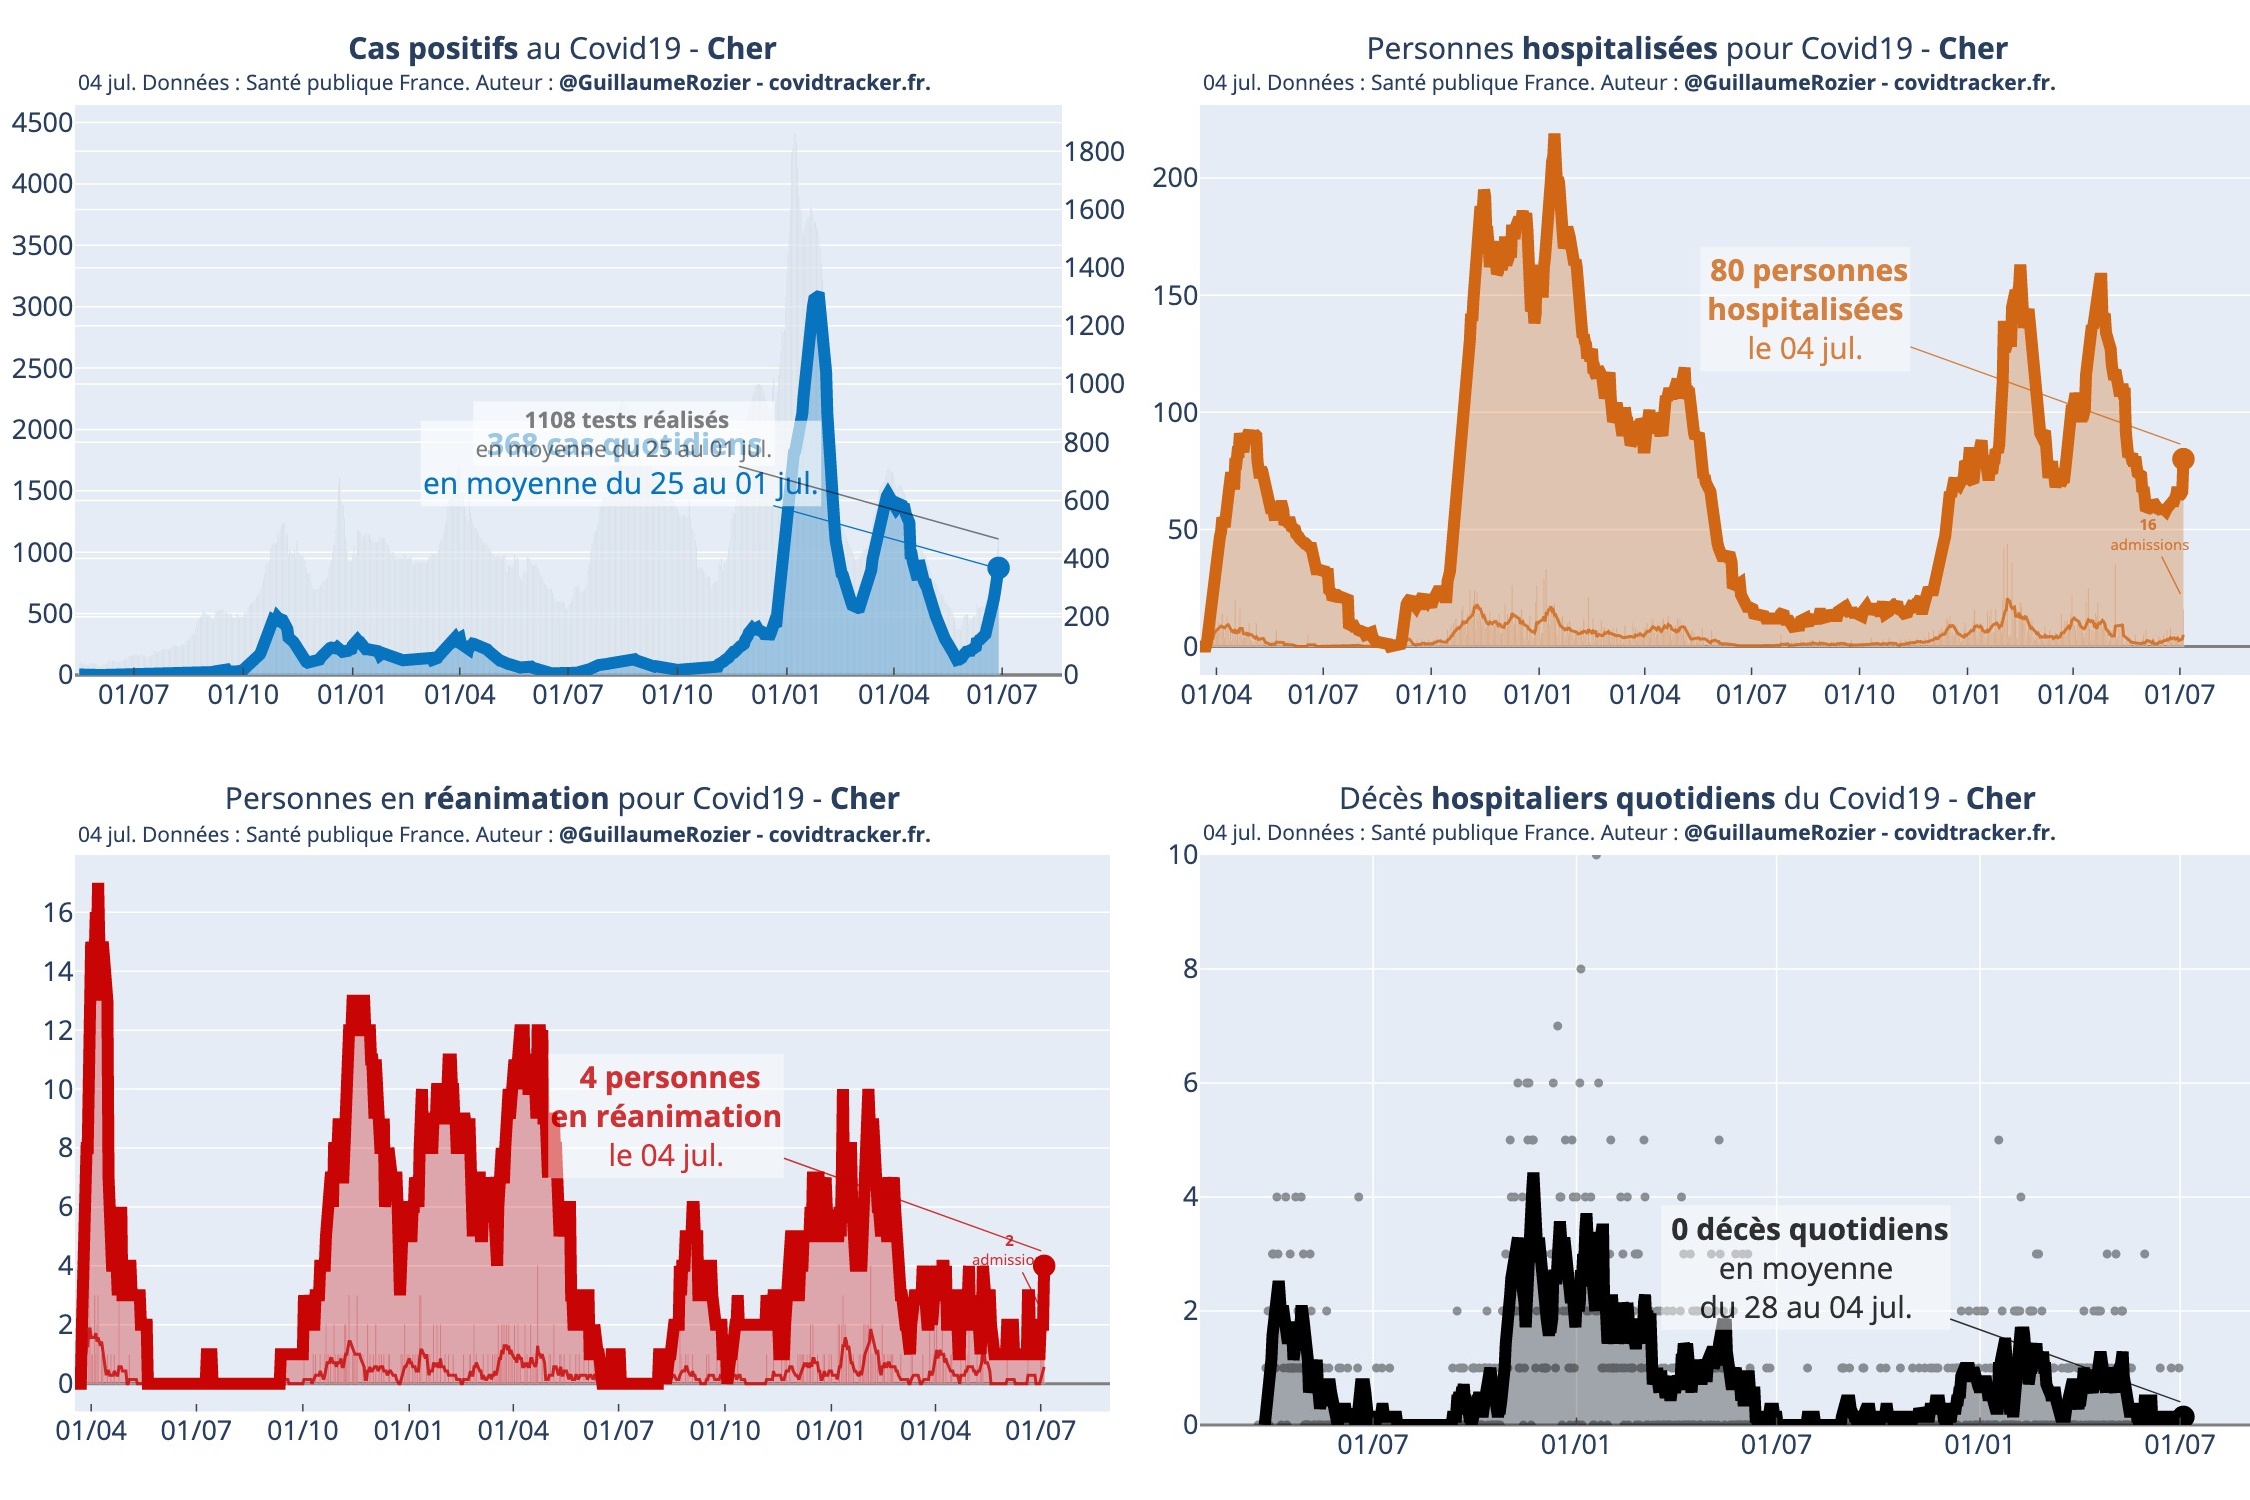 Cas positifs au Covid19 - Cher
04 jul. Données : Santé publique France. Auteur : @GuillaumeRozier - covidtracker.fr.
4500
4000
3500
3000
2500
2000
1500
1000
500
0
1800
1600
1400
1200
1000
800
600
400
200
0
1108 tests réalisés
en moyenne du 25 au 01 jul.
368 cas quotidiens
en moyenne du 25 au 01 jul.
01/07 01/10 01/01 01/04 01/07 01/10 01/01 01/04 01/07
Personnes hospitalisées pour Covid19 - Cher
04 jul. Données : Santé publique France. Auteur : @GuillaumeRozier - covidtracker.fr.
200
150
100
50
0
80 personnes
hospitalisées
le 04 jul.
16
admissions
01/04 01/07 01/10 01/01 01/04 01/07 01/10 01/01 01/04 01/07
Personnes en réanimation pour Covid19 - Cher
04 jul. Données : Santé publique France. Auteur : @GuillaumeRozier - covidtracker.fr.
16
14
12
10
8
6
4
2
0
4 personnes
en réanimation
le 04 jul.
2
admissio
01/04 01/07 01/10 01/01 01/04 01/07 01/10 01/01 01/04 01/07
Décès hospitaliers quotidiens du Covid19 - Cher
04 jul. Données : Santé publique France. Auteur : @GuillaumeRozier - covidtracker.fr.
10
8
6
4
2
0
0 décès quotidiens
en moyenne
du 28 au 04 jul.
01/07 01/01 01/07 01/01 01/07